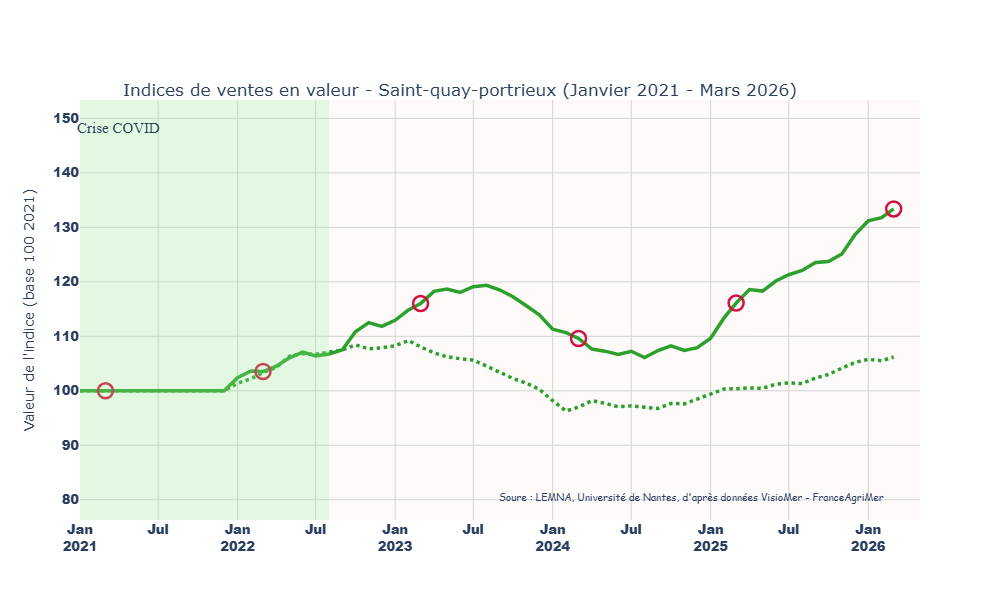 Indices de ventes en valeur - Saint-quay-portrieux (Janvier 2021 - Mars 2026)
Valeur de l'indice (base 100 2021)
150
Crise COVID
140
130
120
110
100
90
80
Soure : LEMNA, Université de Nantes, d'après données VisioMer - FranceAgriMer
Jan Jul Jan Jul Jan Jul Jan Jul Jan Jul Jan
2021 2022 2023 2024 2025 2026